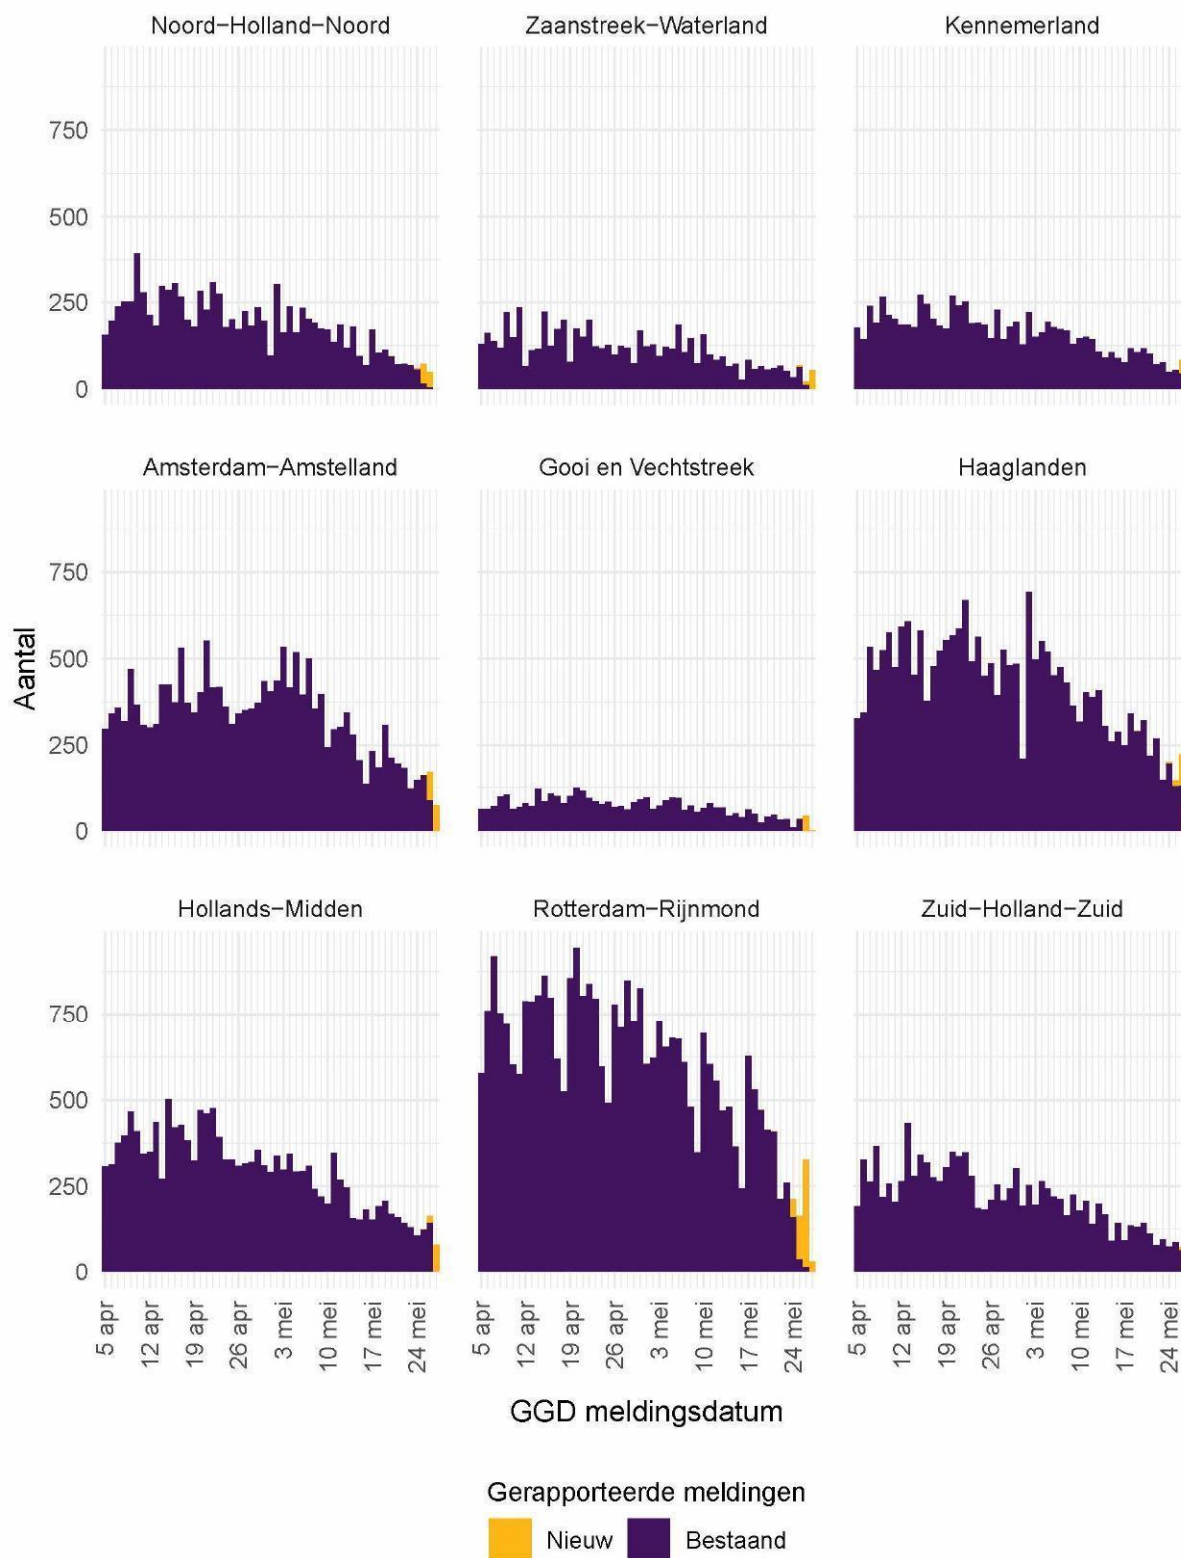 Noord-Holland-Noord
Zaanstreek-Waterland
Kennemerland
750
500
250
0
Amsterdam-Amstelland
Gooi en Vechtstreek
Haaglanden
750
500
250
0
Aantal
Hollands-Midden
Rotterdam-Rijnmond
Zuid-Holland-Zuid
750
500
250
0
5 apr
12 apr
19 apr
26 apr
3 mei
10 mei
17 mei
24 mei
5 apr
12 apr
19 apr
26 apr
3 mei
10 mei
17 mei
24 mei
5 apr
12 apr
19 apr
26 apr
3 mei
10 mei
17 mei
24 mei
GGD meldingsdatum
Gerapporteerde meldingen
Nieuw
Bestaand